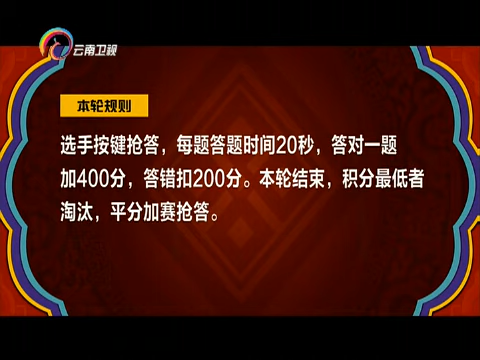 云南卫视
本轮规则
选手按键抢答，每题答题时间20秒，答对一题
加400分，答错扣200分。本轮结束，积分最低者
淘汰，平分加赛抢答。